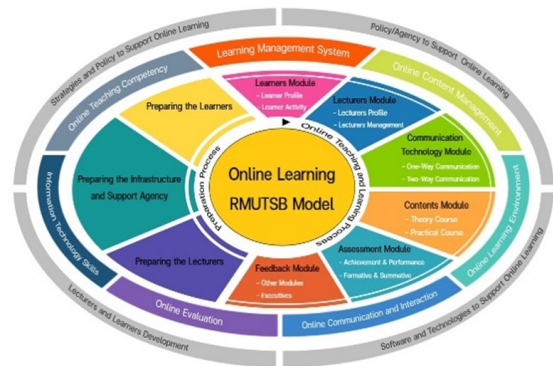 Strategies and Policy to Support Online Learning
Policy/Agency to Support Online Learning
Learning Management System
Online Teaching Competency
Online Content Management
Learners Module
- Learner Profile
- Learner Activity
Lecturers Module
- Lecturers Profile
- Lecturers Management
Preparing the Learners
Communication
Technology Module
- One-Way Communication
- Two-Way Communication
Online Teaching and Learning Process
Preparation Process
Online Learning
RMUTSB Model
Preparing the Infrastructure
and Support Agency
Contents Module
- Theory Course
- Practical Course
Information Technology Skills
Online Learning Environment
Assessment Module
- Achievement & Performance
- Formative & Summative
Preparing the Lecturers
Feedback Module
- Other Modules
- Executives
Online Evaluation
Online Communication and Interaction
Lecturers and Learners Development
Software and Technologies to Support Online Learning